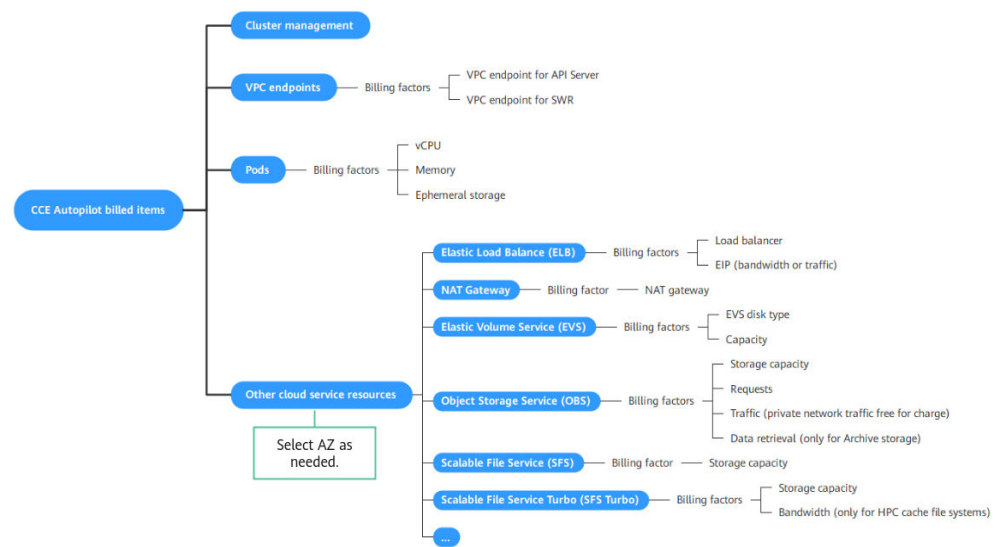 Cluster management
VPC endpoints
Billing factors
VPC endpoint for API Server
VPC endpoint for SWR
Pods
Billing factors
vCPU
Memory
Ephemeral storage
CCE Autopilot billed items
Other cloud service resources
Select AZ as
needed.
Elastic Load Balance (ELB)
Billing factors
Load balancer
EIP (bandwidth or traffic)
NAT Gateway
Billing factor
NAT gateway
Elastic Volume Service (EVS)
Billing factors
EVS disk type
Capacity
Object Storage Service (OBS)
Billing factors
Storage capacity
Requests
Traffic (private network traffic free for charge)
Data retrieval (only for Archive storage)
Scalable File Service (SFS)
Billing factor
Storage capacity
Scalable File Service Turbo (SFS Turbo)
Billing factors
Storage capacity
Bandwidth (only for HPC cache file systems)
...